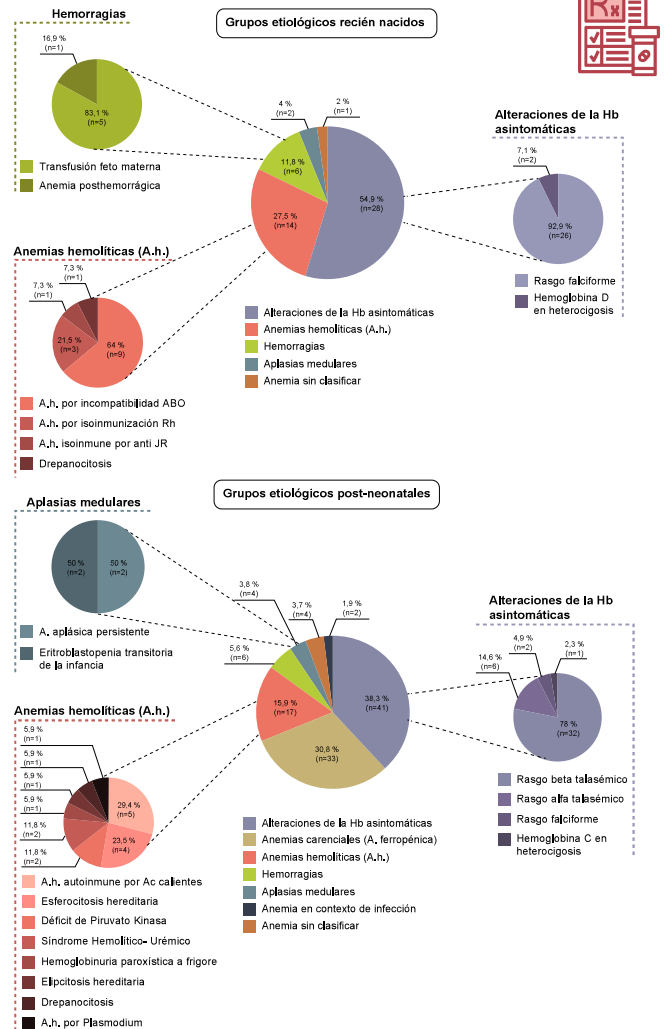 Hemorragias
Grupos etiológicos recién nacidos
Rx
16,9 %
(n=1)
83,1 %
(n=5)
Transfusión feto materna
Anemia posthemorrágica
4 %
(n=2)
2 %
(n=1)
11,8 %
(n=6)
54,9 %
(n=28)
27,5 %
(n=14)
Alteraciones de la Hb
asintomáticas
7,1 %
(n=2)
92,9 %
(n=26)
Rasgo falciforme
Hemoglobina D
en heterocigosis
Anemias hemolíticas (A.h.)
7,3 %
(n=1)
7,3 %
(n=1)
21,5 %
(n=3)
64 %
(n=9)
A.h. por incompatibilidad ABO
A.h. por isoinmunización Rh
A.h. isoinmune por anti JR
Drepanocitosis
Alteraciones de la Hb asintomáticas
Anemias hemolíticas (A.h.)
Hemorragias
Aplasias medulares
Anemia sin clasificar
Grupos etiológicos post-neonatales
Aplasias medulares
50 %
(n=2)
50 %
(n=2)
A. aplásica persistente
Eritroblastopenia transitoria
de la infancia
3,8 %
(n=4)
3,7 %
(n=4)
1,9 %
(n=2)
5,6 %
(n=6)
15,9 %
(n=17)
38,3 %
(n=41)
30,8 %
(n=33)
Alteraciones de la Hb
asintomáticas
4,9 %
(n=2)
2,3 %
(n=1)
14,6 %
(n=6)
78 %
(n=32)
Rasgo beta talasémico
Rasgo alfa talasémico
Rasgo falciforme
Hemoglobina C en
heterocigosis
Anemias hemolíticas (A.h.)
5,9 %
(n=1)
5,9 %
(n=1)
5,9 %
(n=1)
5,9 %
(n=1)
11,8 %
(n=2)
11,8 %
(n=2)
29,4 %
(n=5)
23,5 %
(n=4)
A.h. autoinmune por Ac calientes
Esferocitosis hereditaria
Déficit de Piruvato Kinasa
Síndrome Hemolítico- Urémico
Hemoglobinuria paroxística a frigore
Elipcitosis hereditaria
Drepanocitosis
A.h. por Plasmodium
Alteraciones de la Hb asintomáticas
Anemias carenciales (A. ferropénica)
Anemias hemolíticas (A.h.)
Hemorragias
Aplasias medulares
Anemia en contexto de infección
Anemia sin clasificar